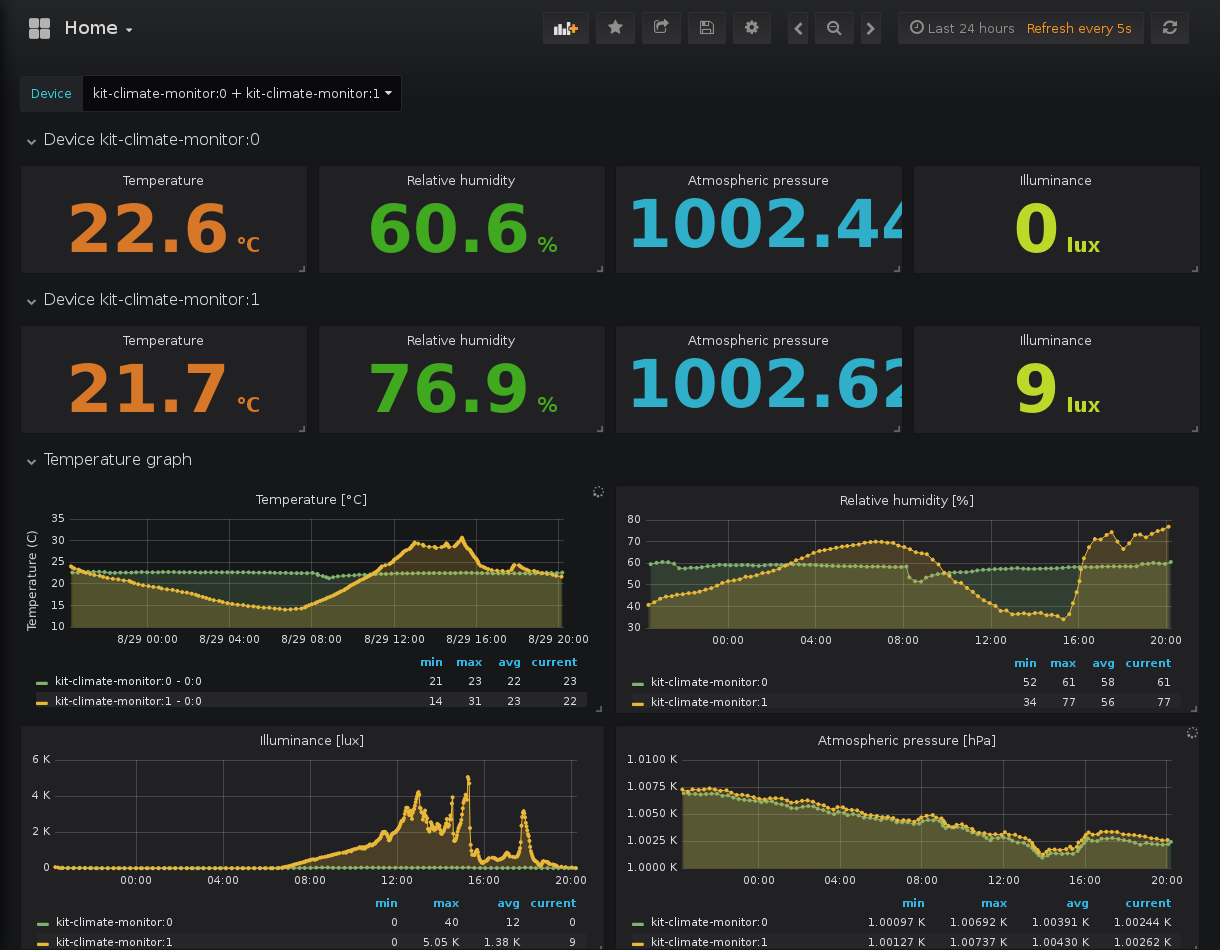 Home
Last 24 hours Refresh every 5s
Device kit-climate-monitor:0 + kit-climate-monitor:1
Device kit-climate-monitor:0
Temperature Relative humidity Atmospheric pressure Illuminance
22.6 °C 60.6 % 1002.44 0 lux
Device kit-climate-monitor:1
Temperature Relative humidity Atmospheric pressure Illuminance
21.7 °C 76.9 % 1002.62 9 lux
Temperature graph
Temperature [°C]
Temperature (C)
35
30
25
20
15
10
8/29 00:00 8/29 04:00 8/29 08:00 8/29 12:00 8/29 16:00 8/29 20:00
min max avg current
kit-climate-monitor:0 - 0:0 21 23 22 23
kit-climate-monitor:1 - 0:0 14 31 23 22
Relative humidity [%]
80
70
60
50
40
30
00:00 04:00 08:00 12:00 16:00 20:00
min max avg current
kit-climate-monitor:0 52 61 58 61
kit-climate-monitor:1 34 77 56 77
Illuminance [lux]
6 K
4 K
2 K
0
00:00 04:00 08:00 12:00 16:00 20:00
min max avg current
kit-climate-monitor:0 0 40 12 0
kit-climate-monitor:1 0 5.05 K 1.38 K 9
Atmospheric pressure [hPa]
1.0100 K
1.0075 K
1.0050 K
1.0025 K
1.0000 K
00:00 04:00 08:00 12:00 16:00 20:00
min max avg current
kit-climate-monitor:0 1.00097 K 1.00692 K 1.00391 K 1.00244 K
kit-climate-monitor:1 1.00127 K 1.00737 K 1.00430 K 1.00262 K